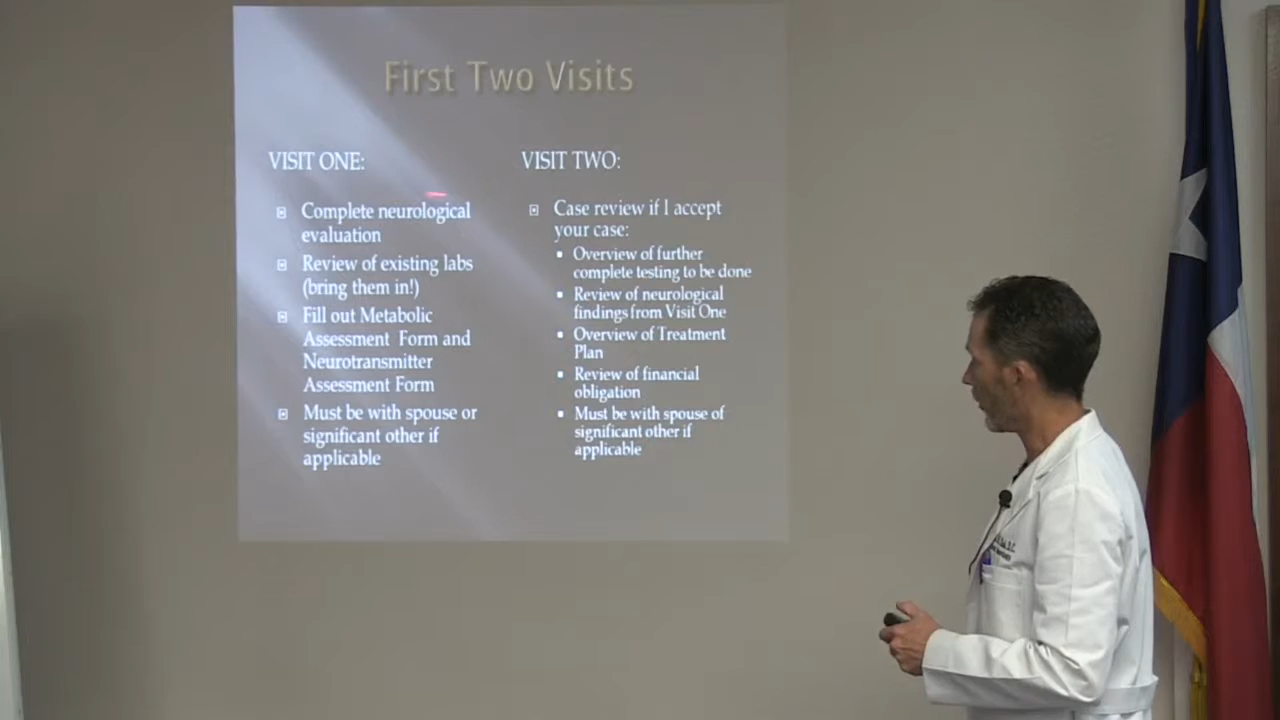 First Two Visits
VISIT ONE:
Complete neurological
evaluation
Review of existing labs
(bring them in!)
Fill out Metabolic
Assessment Form and
Neurotransmitter
Assessment Form
Must be with spouse or
significant other if
applicable
VISIT TWO:
Case review if I accept
your case:
Overview of further
complete testing to be done
Review of neurological
findings from Visit One
Overview of Treatment
Plan
Review of financial
obligation
Must be with spouse of
significant other if
applicable